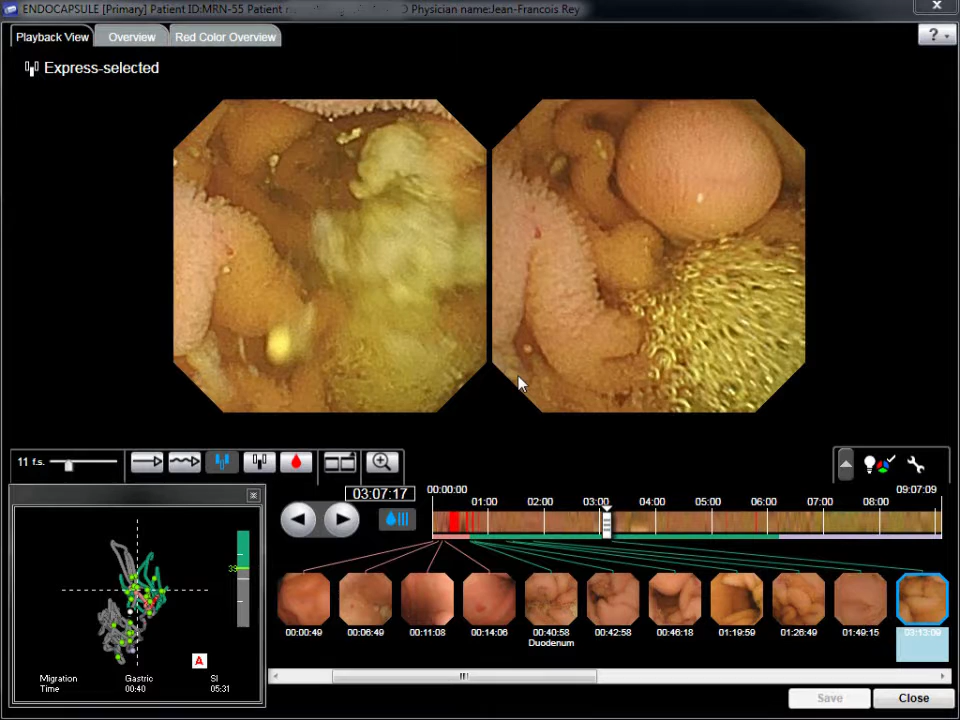 ENDOCAPSULE [Primary] Patient ID:MRN-55 Patient Physician name:Jean-Francois Rey
Playback View Overview Red Color Overview
?
Express-selected
11 f.s.
03:07:17
00:00:00 09:07:09
01:00 02:00 03:00 04:00 05:00 06:00 07:00 08:00
39
00:00:49 00:06:49 00:11:08 00:14:06 00:40:58 00:42:58 00:46:18 01:19:59 01:26:49 01:49:15 03:13:09
Duodenum
A
Migration Gastric SI
Time 00:40 05:31
Save Close